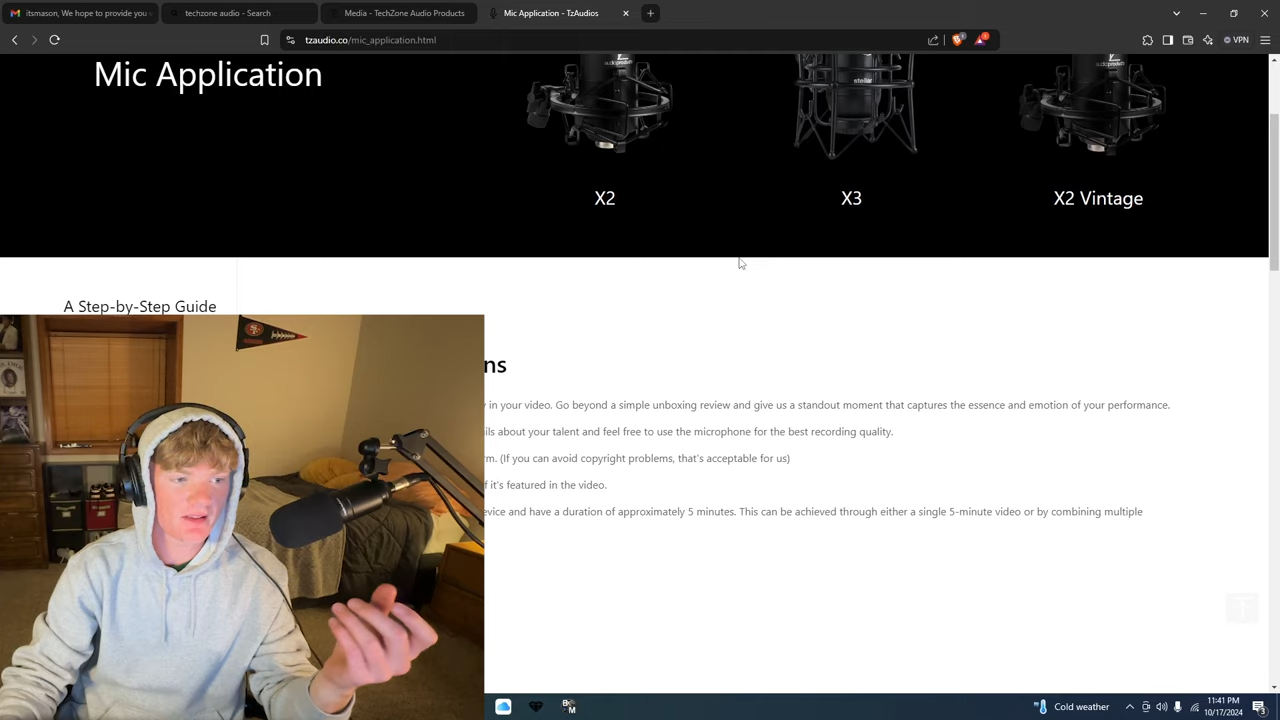 itsmason, We hope to provide you
techzone audio - Search
Media - TechZone Audio Products
Mic Application - TzAudios
tzaudio.co/mic_application.html
VPN
Mic Application
stellar
X2
X3
X2 Vintage
A Step-by-Step Guide
ns
in your video. Go beyond a simple unboxing review and give us a standout moment that captures the essence and emotion of your performance.
ils about your talent and feel free to use the microphone for the best recording quality.
rm. (If you can avoid copyright problems, that's acceptable for us)
f it's featured in the video.
evice and have a duration of approximately 5 minutes. This can be achieved through either a single 5-minute video or by combining multiple
Cold weather
11:41 PM
10/17/2024